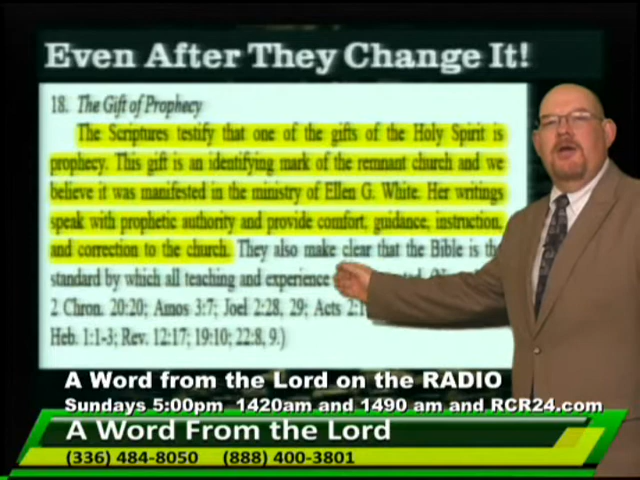 Even After They Change It!
18. The Gift of Prophecy
The Scriptures testify that one of the gifts of the Holy Spirit is
prophecy. This gift is an identifying mark of the remnant church and we
believe it was manifested in the ministry of Ellen G. White. Her writings
speak with prophetic authority and provide comfort, guidance, instruction,
and correction to the church. They also make clear that the Bible is the
standard by which all teaching and experience
2 Chron. 20:20; Amos 3:7; Joel 2:28, 29; Acts
Heb. 1:1-3; Rev. 12:17; 19:10; 22:8, 9.)
A Word from the Lord on the RADIO
Sundays 5:00pm 1420am and 1490 am and RCR24.com
A Word From the Lord
(336) 484-8050 (888) 400-3801